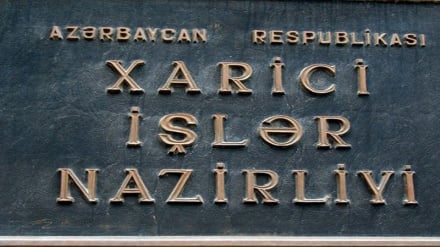 AZƏRBAYCAN RESPUBLİKASI
XARİCİ
İŞLƏR
NAZİRLİYİ